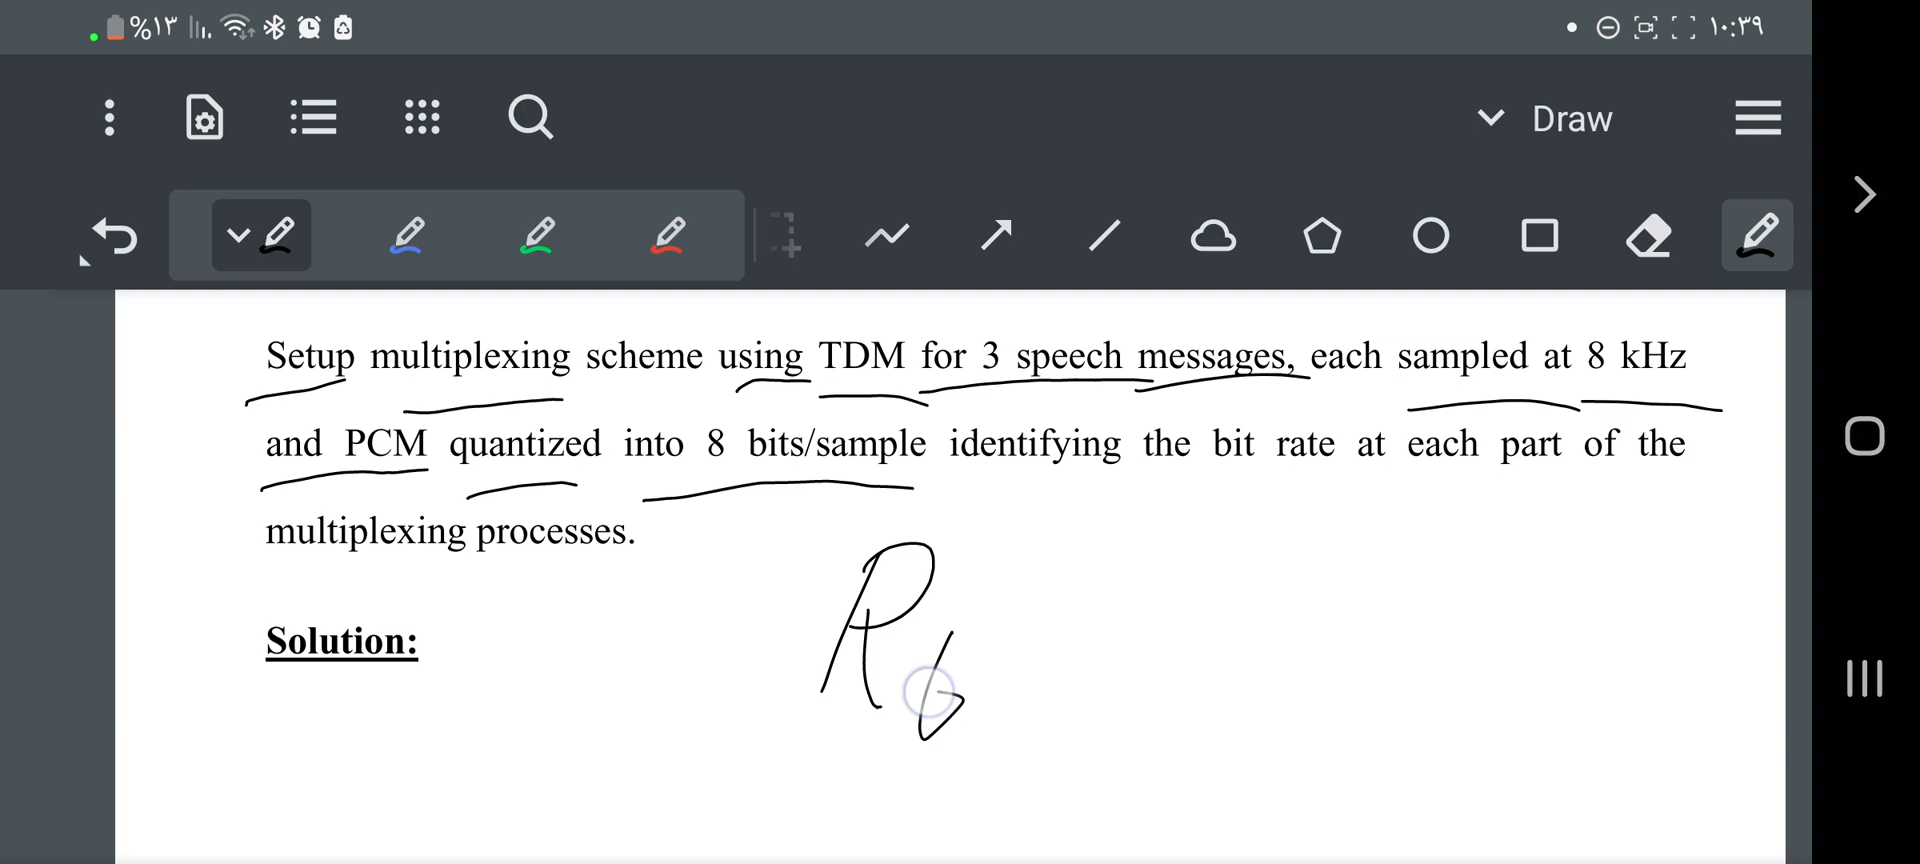 %١٣
١٠:٣٩
Draw
Setup multiplexing scheme using TDM for 3 speech messages, each sampled at 8 kHz
and PCM quantized into 8 bits/sample identifying the bit rate at each part of the
multiplexing processes.
R_b
Solution: